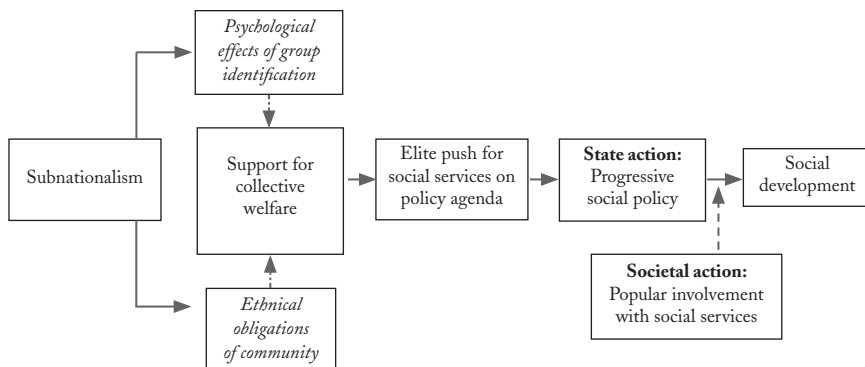 Psychological
effects of group
identification
Subnationalism
Support for
collective
welfare
Elite push for
social services on
policy agenda
State action:
Progressive
social policy
Social
development
Societal action:
Popular involvement
with social services
Ethnical
obligations
of community